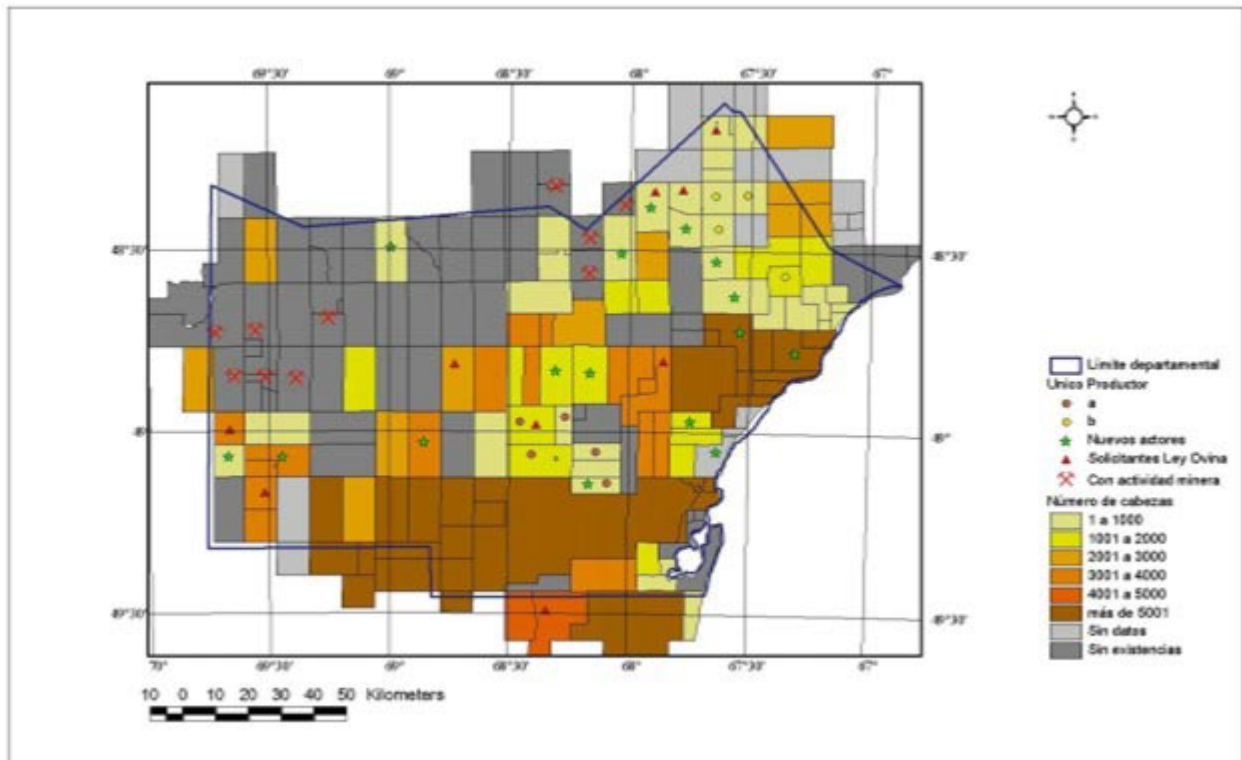 69°30' 69° 68°30' 68° 67°30' 67°
48°30' 48°30'
49° 49°
49°30' 49°30'
70° 69°30' 69° 68°30' 68° 67°30' 67°
10 0 10 20 30 40 50 Kilometers
Límite departamental
Unico Productor
a
b
Nuevos actores
Solicitantes Ley Ovina
Con actividad minera
Número de cabezas
1 a 1000
1001 a 2000
2001 a 3000
3001 a 4000
4001 a 5000
más de 5001
Sin datos
Sin existencias